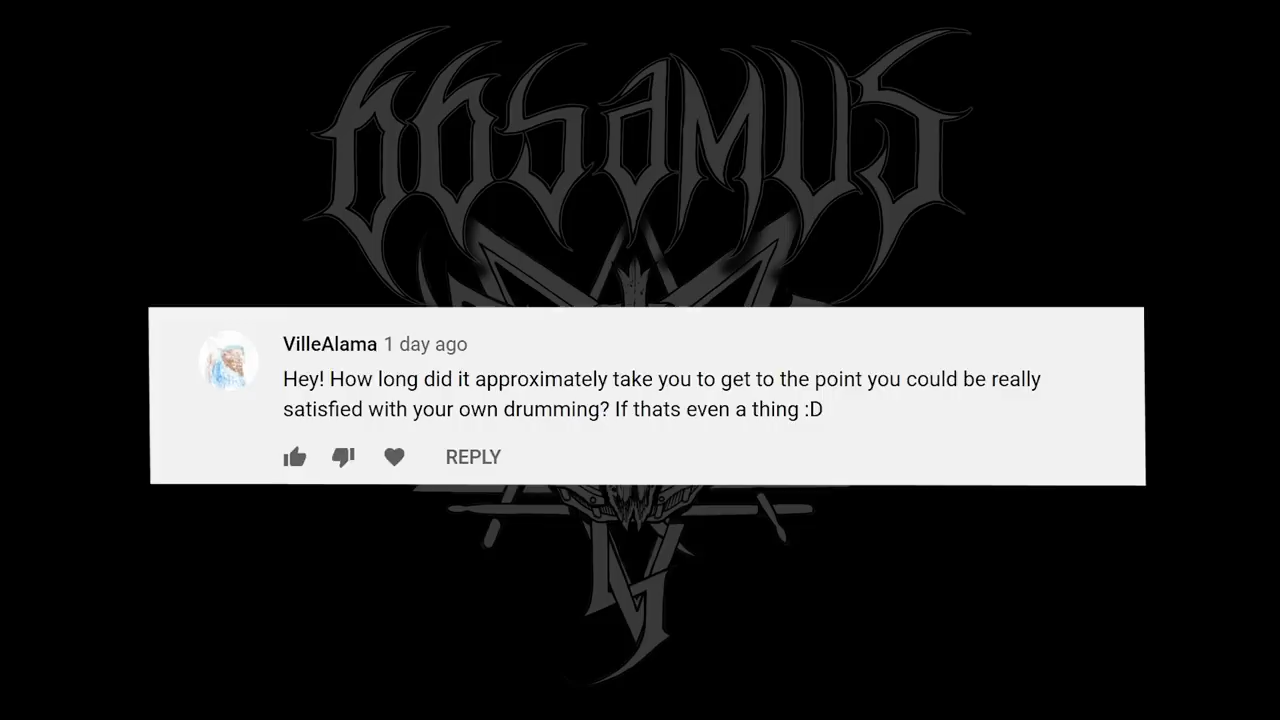 66SAMUS
VilleAlama 1 day ago
Hey! How long did it approximately take you to get to the point you could be really
satisfied with your own drumming? If thats even a thing :D
REPLY